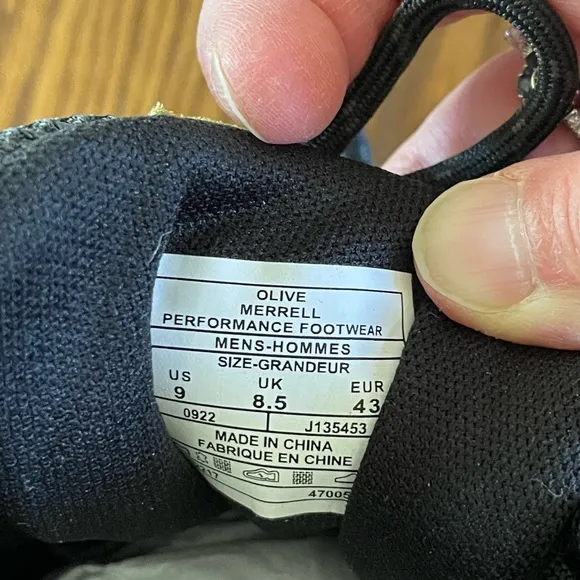 OLIVE
MERRELL
PERFORMANCE FOOTWEAR
MENS-HOMMES
SIZE-GRANDEUR
US UK EUR
9 8.5 43
0922 J135453
MADE IN CHINA
FABRIQUE EN CHINE